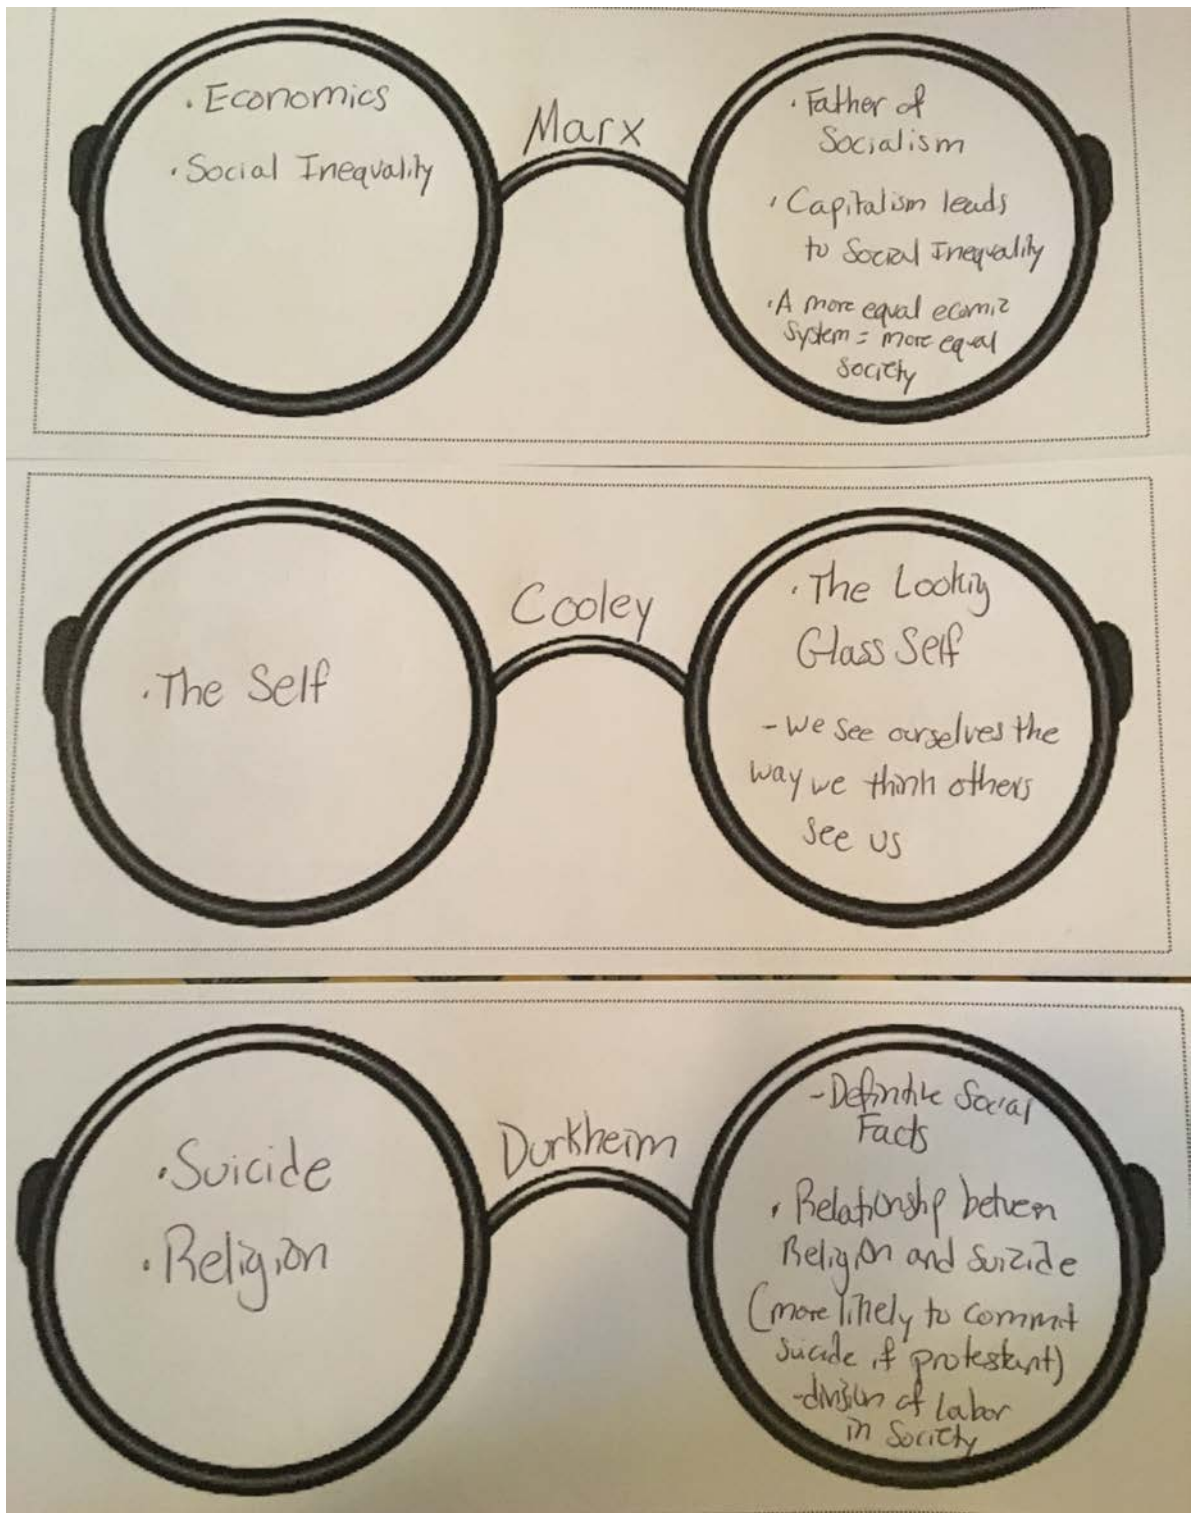 Marx
· Economics
· Social Inequality
· Father of
Socialism
· Capitalism leads
to Social Inequality
· A more equal ecomic
System = more equal
Society
Cooley
· The Self
· The Lookig
Glass Self
- We see ourselves the
way we think others
see us
Durkheim
· Suicide
· Religion
- Definitive Social
Facts
· Relationship between
Religion and suicide
(more likely to commit
suicide if protestant)
- division of Labor
in Society